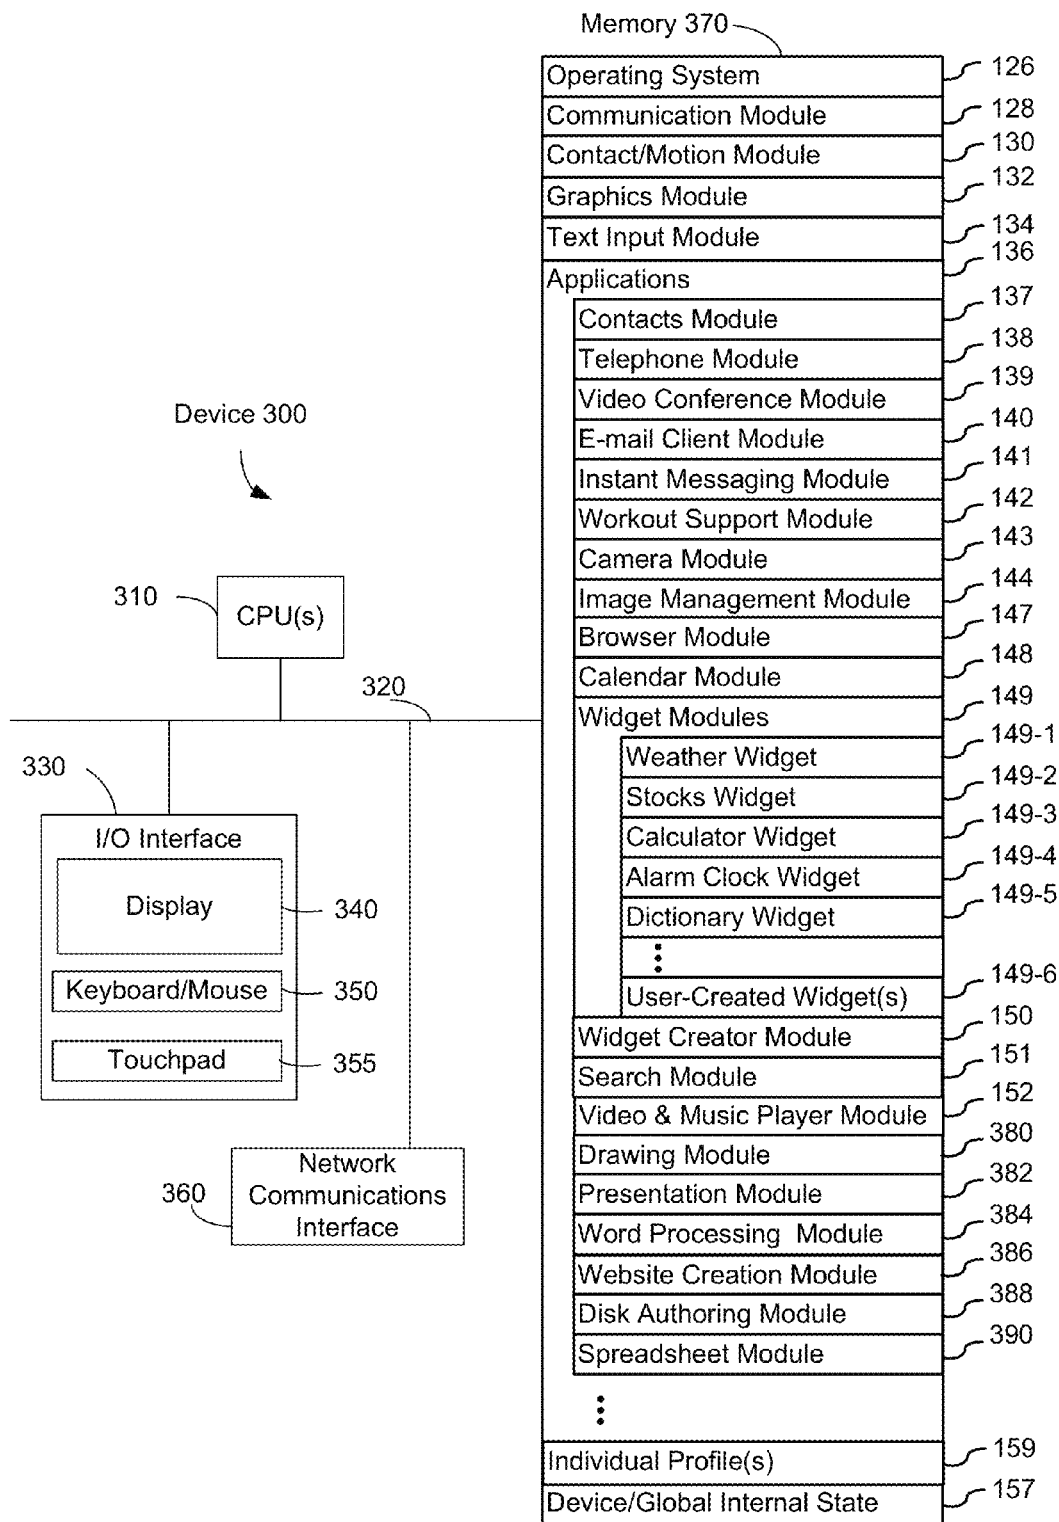 Memory 370
Operating System 126
Communication Module 128
Contact/Motion Module 130
Graphics Module 132
Text Input Module 134
Applications 136
Contacts Module 137
Telephone Module 138
Video Conference Module 139
E-mail Client Module 140
Instant Messaging Module 141
Workout Support Module 142
Camera Module 143
Image Management Module 144
Browser Module 147
Calendar Module 148
Widget Modules 149
Weather Widget 149-1
Stocks Widget 149-2
Calculator Widget 149-3
Alarm Clock Widget 149-4
Dictionary Widget 149-5
User-Created Widget(s) 149-6
Widget Creator Module 150
Search Module 151
Video & Music Player Module 152
Drawing Module 380
Presentation Module 382
Word Processing Module 384
Website Creation Module 386
Disk Authoring Module 388
Spreadsheet Module 390
Individual Profile(s) 159
Device/Global Internal State 157
Device 300
310 CPU(s)
320
330
I/O Interface
Display 340
Keyboard/Mouse 350
Touchpad 355
360
Network
Communications
Interface